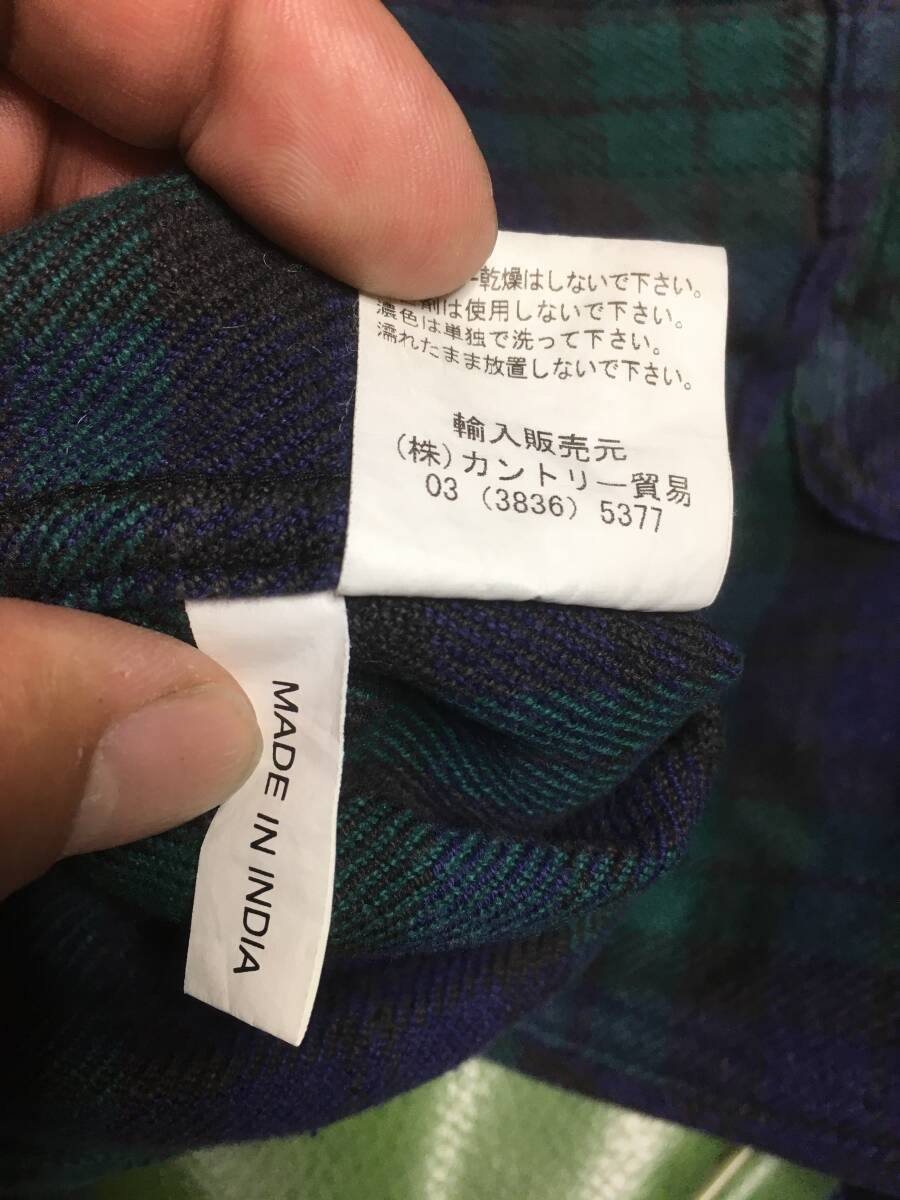 乾燥はしないで下さい。
剤は使用しないで下さい。
濃色は単独で洗って下さい。
濡れたまま放置しないで下さい。
輸入販売元
(株)カントリー貿易
03 (3836) 5377
MADE IN INDIA